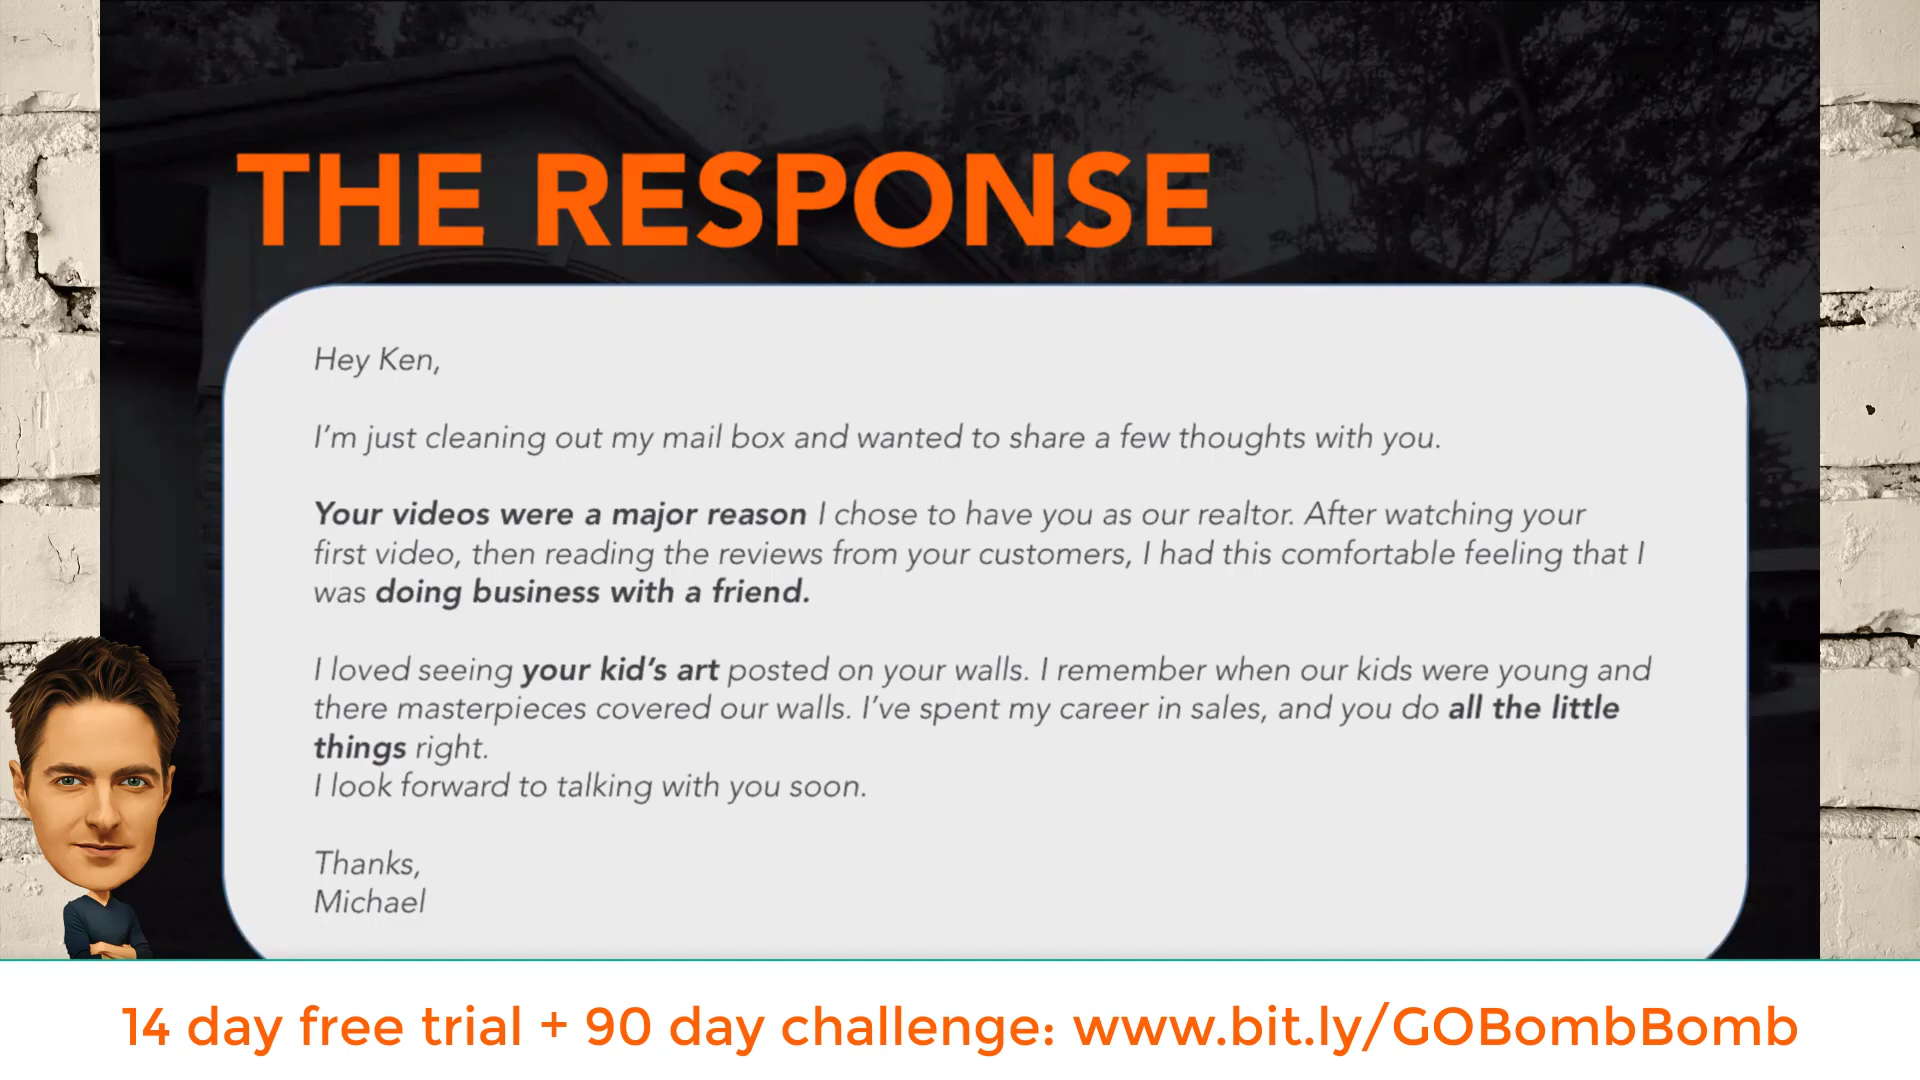 THE RESPONSE
Hey Ken,
I'm just cleaning out my mail box and wanted to share a few thoughts with you.
Your videos were a major reason I chose to have you as our realtor. After watching your
first video, then reading the reviews from your customers, I had this comfortable feeling that I
was doing business with a friend.
I loved seeing your kid's art posted on your walls. I remember when our kids were young and
there masterpieces covered our walls. I've spent my career in sales, and you do all the little
things right.
I look forward to talking with you soon.
Thanks,
Michael
14 day free trial + 90 day challenge: www.bit.ly/GOBombBomb